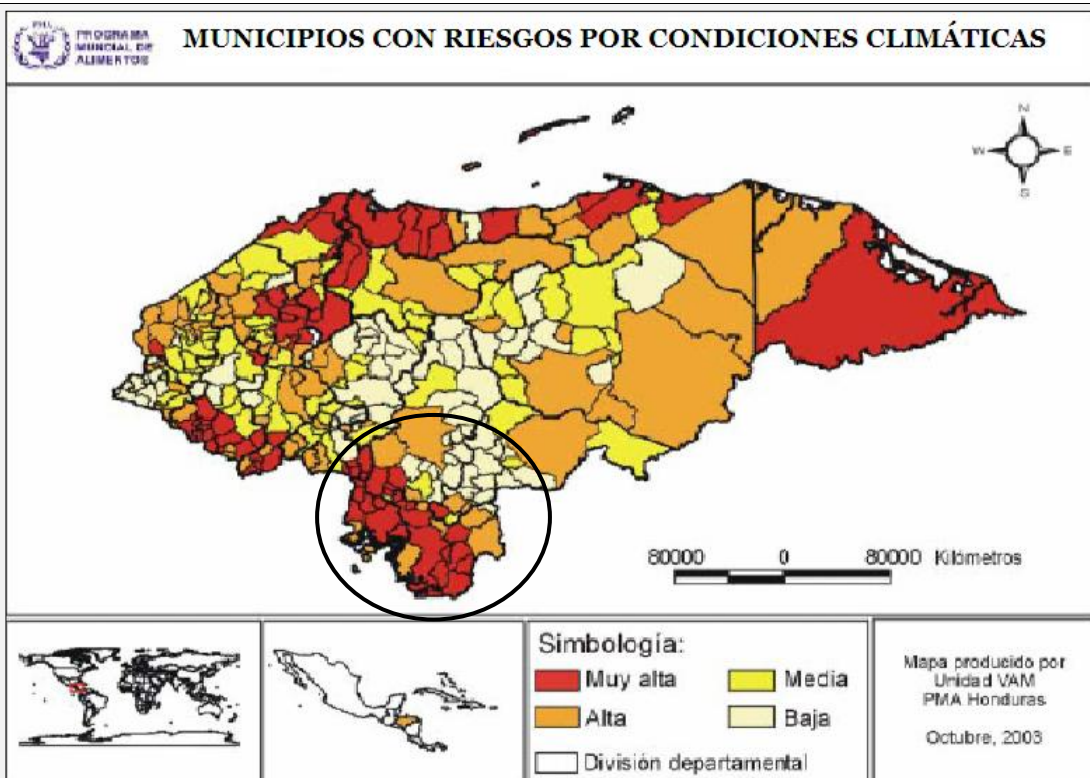 PMA
PROGRAMA
MUNDIAL DE
ALIMENTOS
MUNICIPIOS CON RIESGOS POR CONDICIONES CLIMÁTICAS
N
W
E
S
80000 0 80000 Kilómetros
Simbología:
Muy alta
Media
Alta
Baja
División departamental
Mapa producido por
Unidad VAM
PMA Honduras
Octubre, 2003